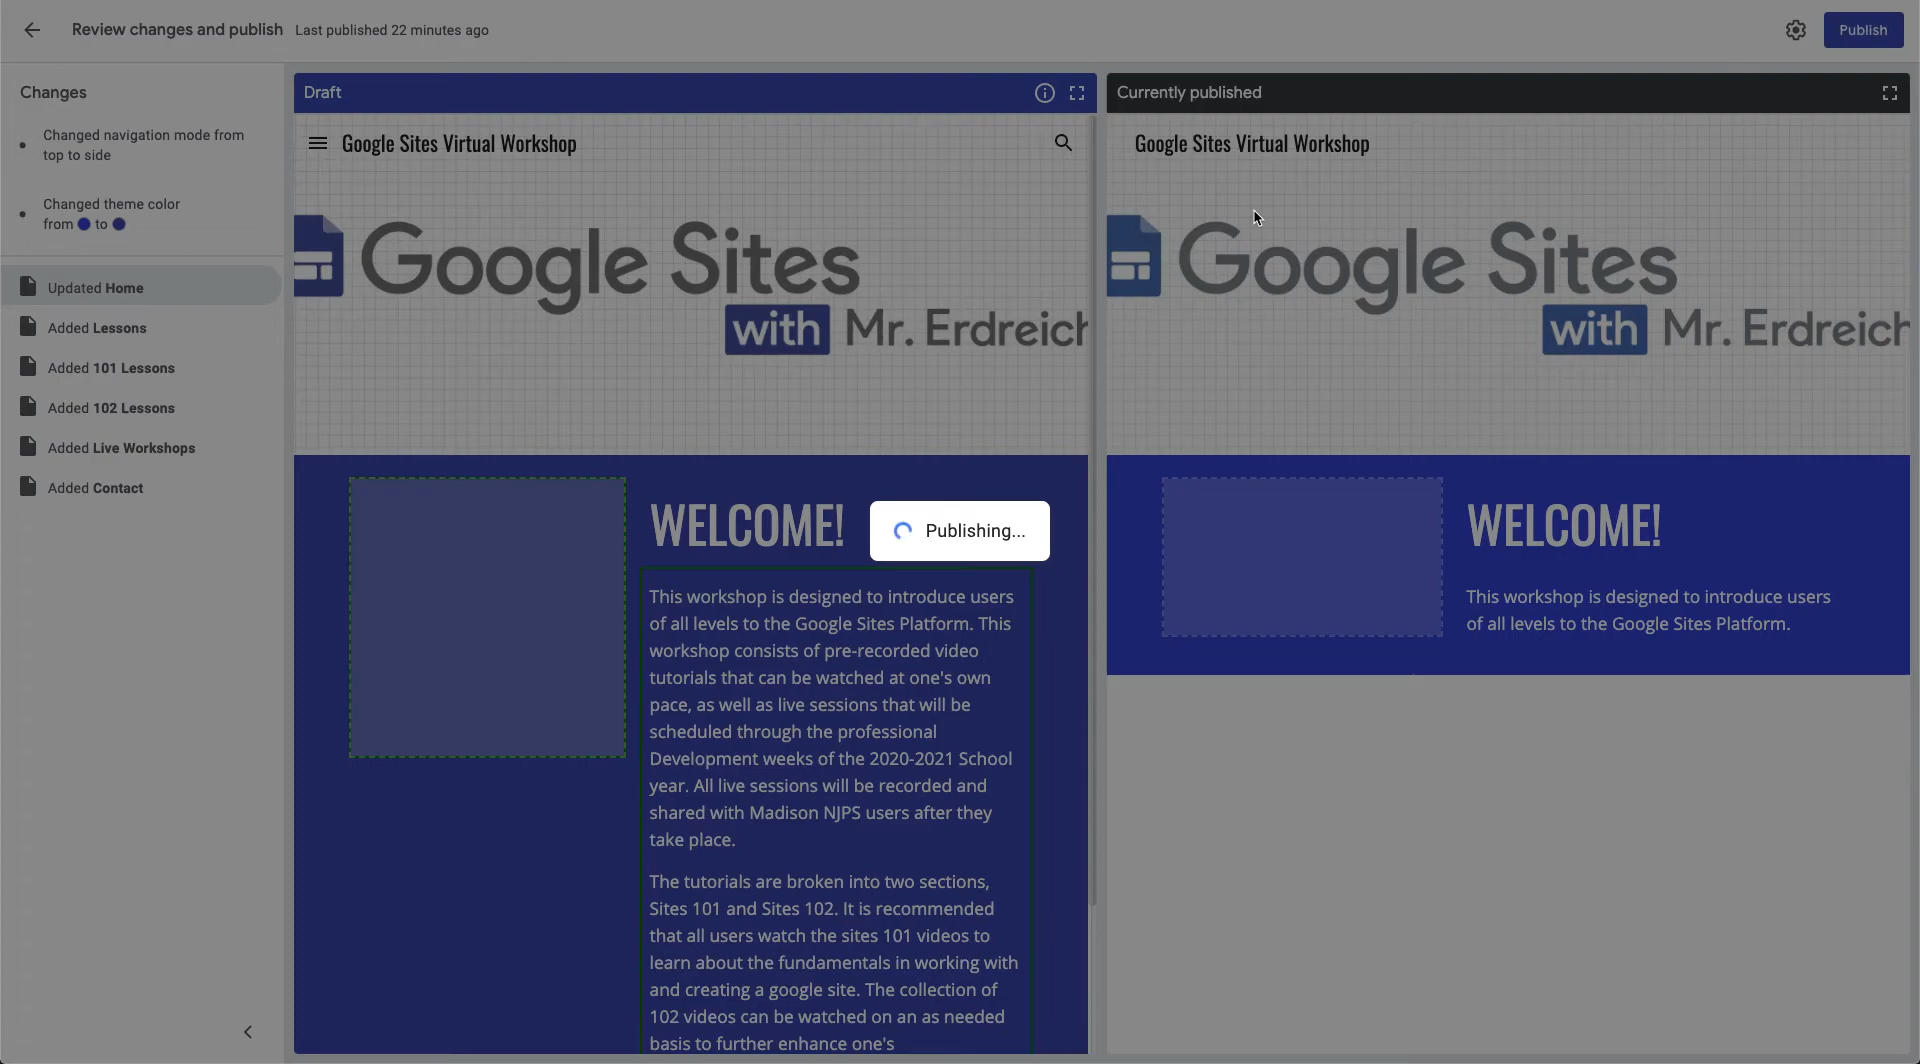 Review changes and publish Last published 22 minutes ago
Publish
Changes
Changed navigation mode from
top to side
Changed theme color
from to
Updated Home
Added Lessons
Added 101 Lessons
Added 102 Lessons
Added Live Workshops
Added Contact
Draft
Google Sites Virtual Workshop
Google Sites
with Mr. Erdreich
WELCOME!
This workshop is designed to introduce users
of all levels to the Google Sites Platform. This
workshop consists of pre-recorded video
tutorials that can be watched at one's own
pace, as well as live sessions that will be
scheduled through the professional
Development weeks of the 2020-2021 School
year. All live sessions will be recorded and
shared with Madison NJPS users after they
take place.
The tutorials are broken into two sections,
Sites 101 and Sites 102. It is recommended
that all users watch the sites 101 videos to
learn about the fundamentals in working with
and creating a google site. The collection of
102 videos can be watched on an as needed
basis to further enhance one's
Publishing...
Currently published
Google Sites Virtual Workshop
Google Sites
with Mr. Erdreich
WELCOME!
This workshop is designed to introduce users
of all levels to the Google Sites Platform.